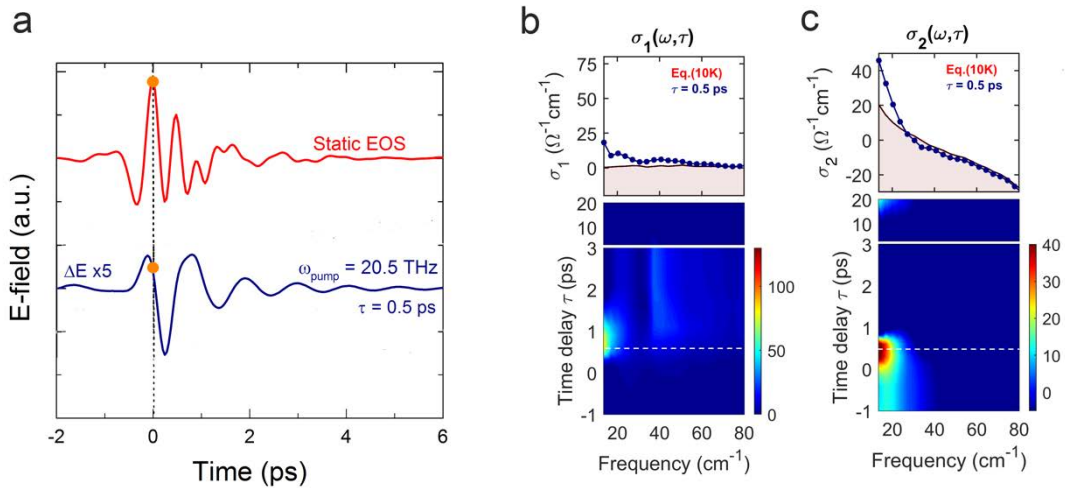 a
E-field (a.u.)
Static EOS
ΔE x5
ω_pump = 20.5 THz
τ = 0.5 ps
-2 0 2 4 6
Time (ps)
b
σ₁(ω,τ)
σ₁ (Ω⁻¹cm⁻¹)
75
50
25
0
Eq.(10K)
τ = 0.5 ps
Time delay τ (ps)
20
10
3
2
1
0
-1
20 40 60 80
Frequency (cm⁻¹)
100
50
0
c
σ₂(ω,τ)
σ₂ (Ω⁻¹cm⁻¹)
40
20
0
-20
Eq.(10K)
τ = 0.5 ps
Time delay τ (ps)
20
10
3
2
1
0
-1
20 40 60 80
Frequency (cm⁻¹)
40
30
20
10
5
0